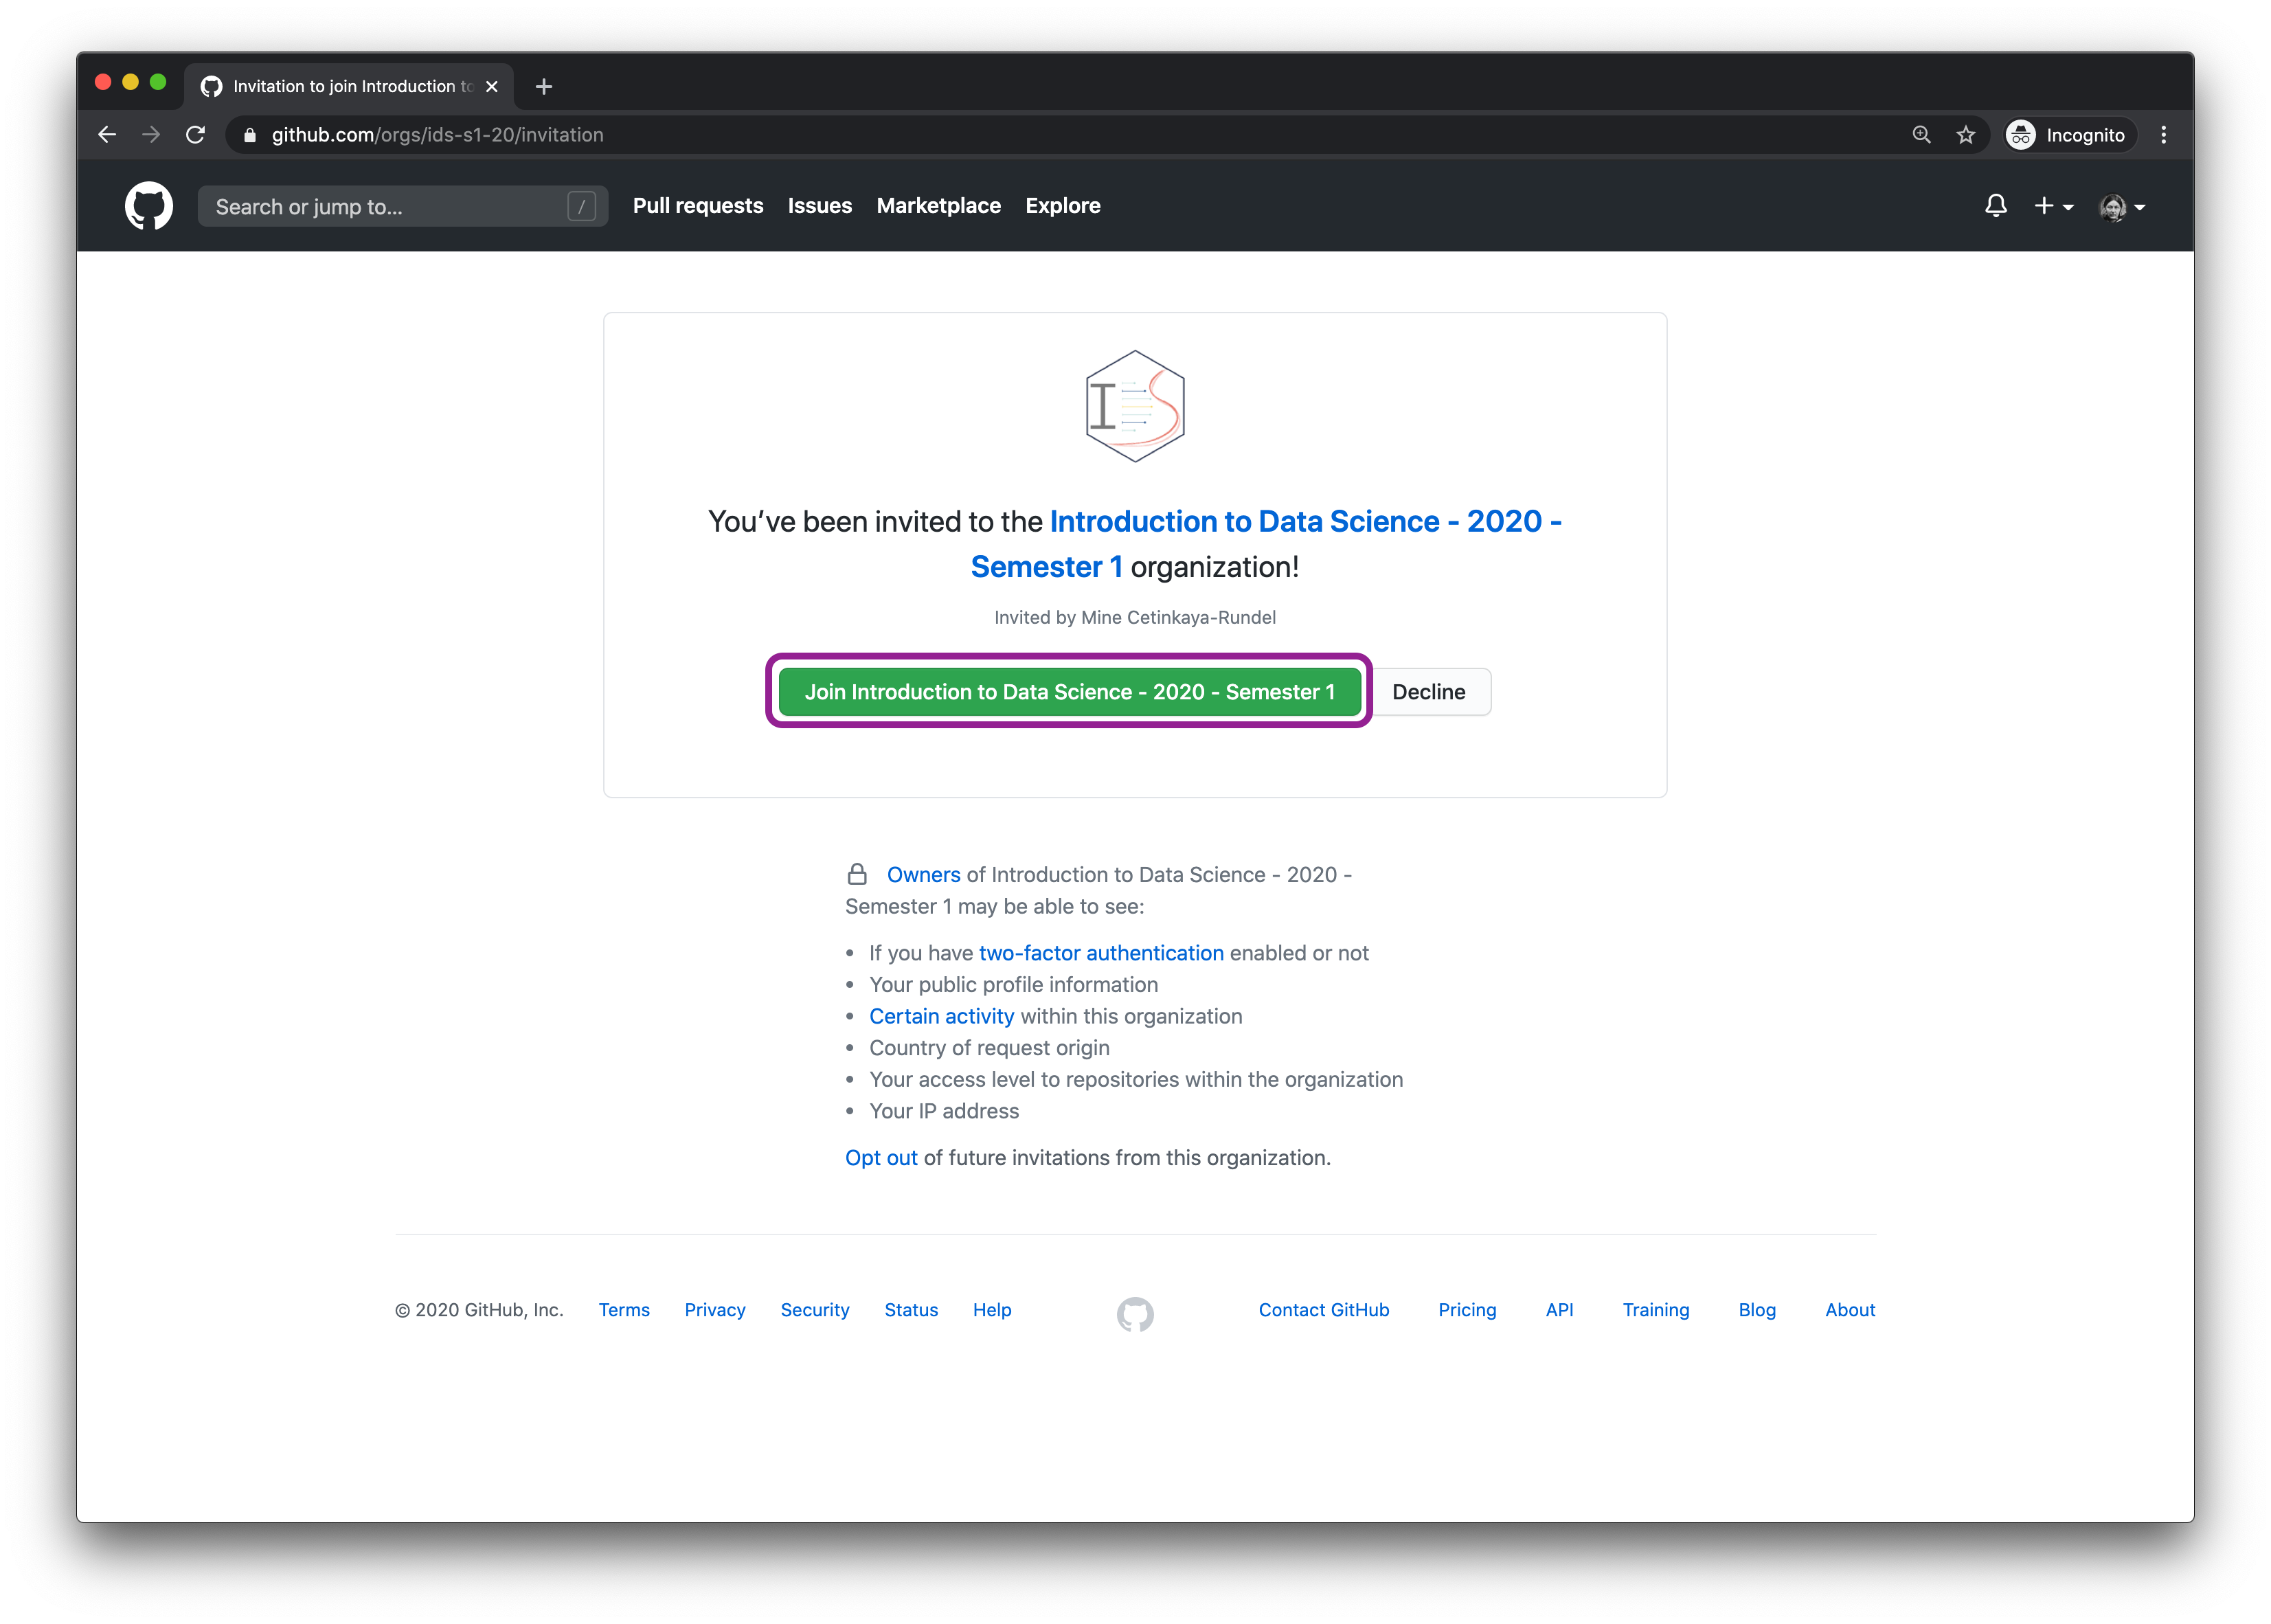 Invitation to join Introduction to
github.com/orgs/ids-s1-20/invitation
Incognito
Search or jump to...
/
Pull requests Issues Marketplace Explore
IDS
You’ve been invited to the Introduction to Data Science - 2020 -
Semester 1 organization!
Invited by Mine Cetinkaya-Rundel
Join Introduction to Data Science - 2020 - Semester 1
Decline
Owners of Introduction to Data Science - 2020 -
Semester 1 may be able to see:
• If you have two-factor authentication enabled or not
• Your public profile information
• Certain activity within this organization
• Country of request origin
• Your access level to repositories within the organization
• Your IP address
Opt out of future invitations from this organization.
© 2020 GitHub, Inc. Terms Privacy Security Status Help Contact GitHub Pricing API Training Blog About